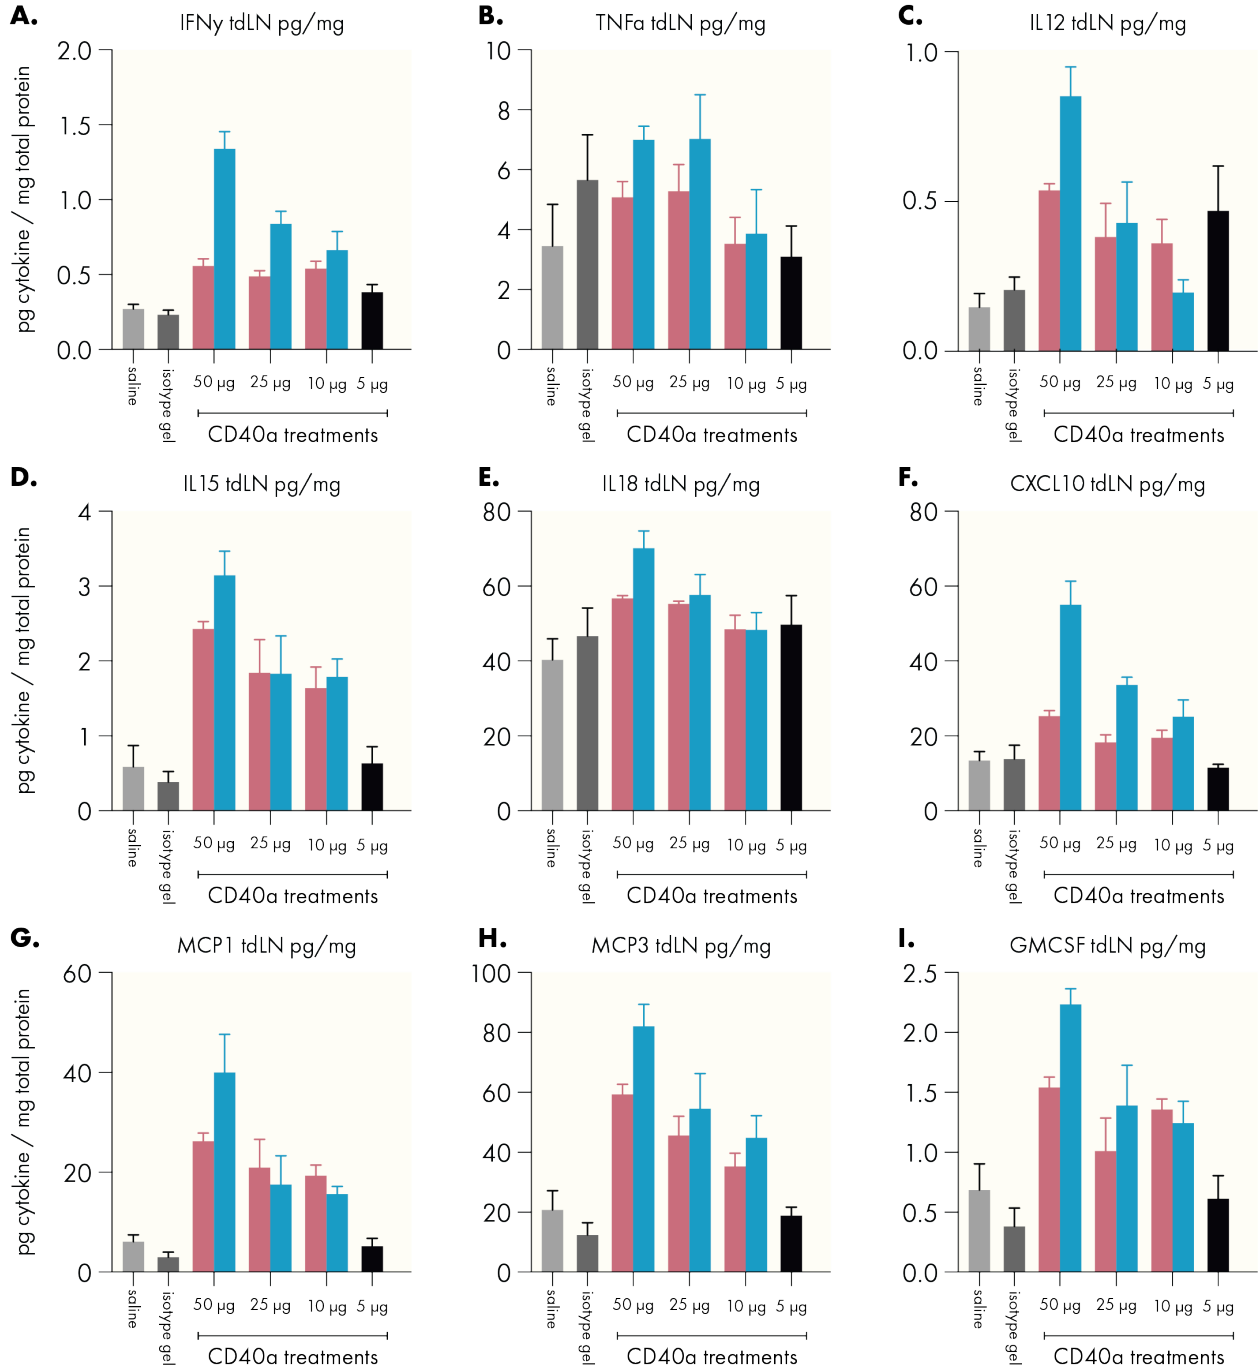 A. IFNy tdLN pg/mg
pg cytokine / mg total protein
2.0
1.5
1.0
0.5
0.0
saline
isotype gel
50 µg 25 µg 10 µg 5 µg
CD40a treatments
B. TNFa tdLN pg/mg
10
8
6
4
2
0
saline
isotype gel
50 µg 25 µg 10 µg 5 µg
CD40a treatments
C. IL12 tdLN pg/mg
1.0
0.5
0.0
saline
isotype gel
50 µg 25 µg 10 µg 5 µg
CD40a treatments
D. IL15 tdLN pg/mg
pg cytokine / mg total protein
4
3
2
1
0
saline
isotype gel
50 µg 25 µg 10 µg 5 µg
CD40a treatments
E. IL18 tdLN pg/mg
80
60
40
20
0
saline
isotype gel
50 µg 25 µg 10 µg 5 µg
CD40a treatments
F. CXCL10 tdLN pg/mg
80
60
40
20
0
saline
isotype gel
50 µg 25 µg 10 µg 5 µg
CD40a treatments
G. MCP1 tdLN pg/mg
pg cytokine / mg total protein
60
40
20
0
saline
isotype gel
50 µg 25 µg 10 µg 5 µg
CD40a treatments
H. MCP3 tdLN pg/mg
100
80
60
40
20
0
saline
isotype gel
50 µg 25 µg 10 µg 5 µg
CD40a treatments
I. GMCSF tdLN pg/mg
2.5
2.0
1.5
1.0
0.5
0.0
saline
isotype gel
50 µg 25 µg 10 µg 5 µg
CD40a treatments